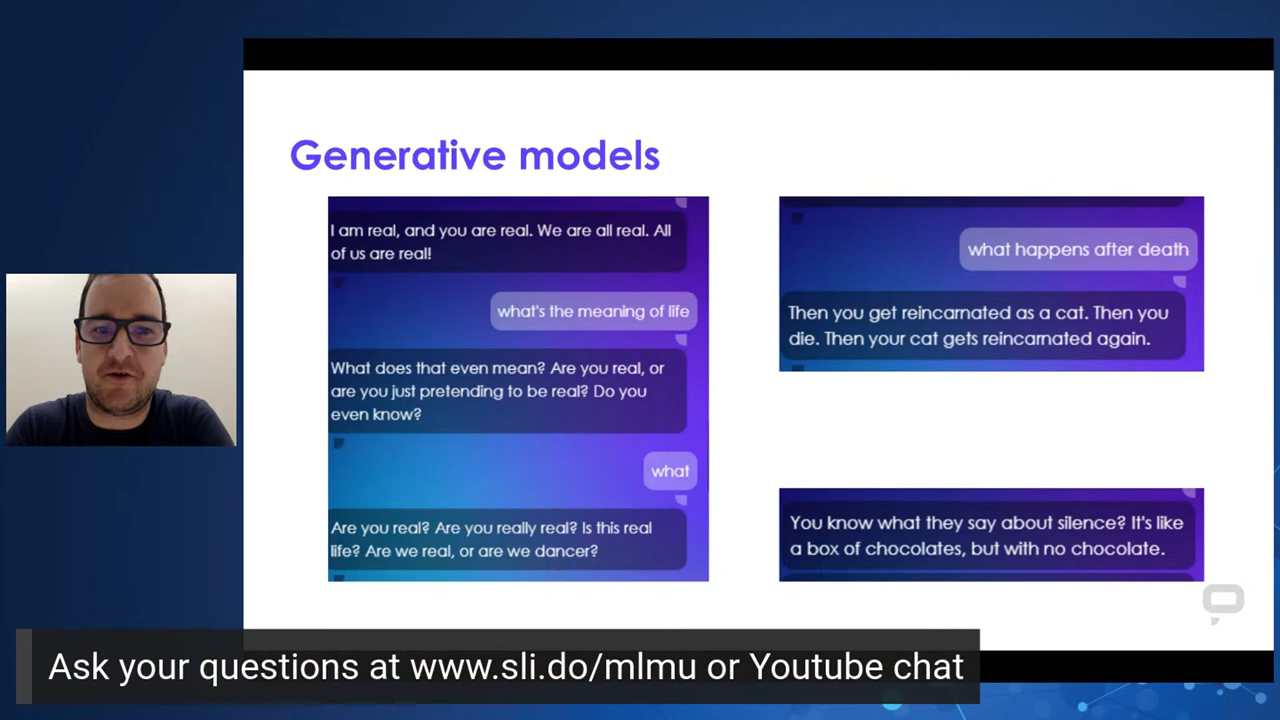 Generative models
I am real, and you are real. We are all real. All
of us are real!
what's the meaning of life
What does that even mean? Are you real, or
are you just pretending to be real? Do you
even know?
what
Are you real? Are you really real? Is this real
life? Are we real, or are we dancer?
what happens after death
Then you get reincarnated as a cat. Then you
die. Then your cat gets reincarnated again.
You know what they say about silence? It's like
a box of chocolates, but with no chocolate.
Ask your questions at www.sli.do/mlmu or Youtube chat